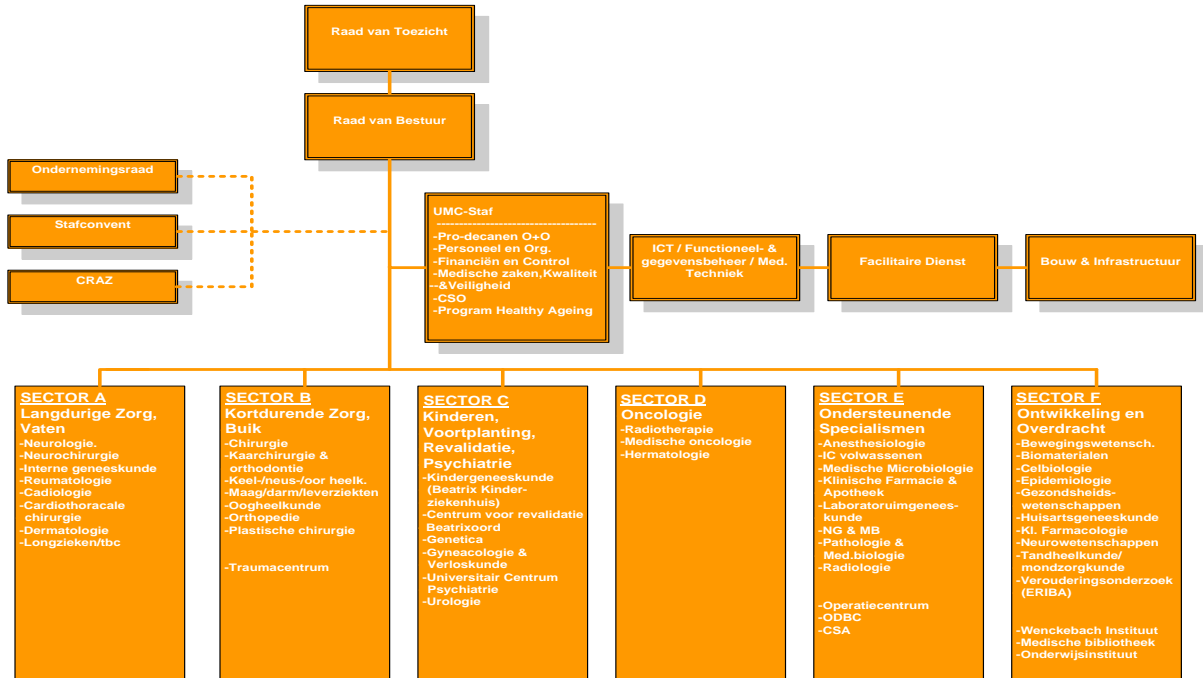 Raad van Toezicht
Raad van Bestuur
Ondernemingsraad
Stafconvent
CRAZ
UMC-Staf
------------------------------------
-Pro-decanen O+O
-Personeel en Org.
-Financiën en Control
-Medische zaken,Kwaliteit
--&Veiligheid
-CSO
-Program Healthy Ageing
ICT / Functioneel- &
gegevensbeheer / Med.
Techniek
Facilitaire Dienst
Bouw & Infrastructuur
SECTOR A
Langdurige Zorg,
Vaten
-Neurologie.
-Neurochirurgie
-Interne geneeskunde
-Reumatologie
-Cadiologie
-Cardiothoracale
chirurgie
-Dermatologie
-Longzieken/tbc
SECTOR B
Kortdurende Zorg,
Buik
-Chirurgie
-Kaarchirurgie &
orthodontie
-Keel-/neus-/oor heelk.
-Maag/darm/leverziekten
-Oogheelkunde
-Orthopedie
-Plastische chirurgie
-Traumacentrum
SECTOR C
Kinderen,
Voortplanting,
Revalidatie,
Psychiatrie
-Kindergeneeskunde
(Beatrix Kinder-
ziekenhuis)
-Centrum voor revalidatie
Beatrixoord
-Genetica
-Gyneacologie &
Verloskunde
-Universitair Centrum
Psychiatrie
-Urologie
SECTOR D
Oncologie
-Radiotherapie
-Medische oncologie
-Hermatologie
SECTOR E
Ondersteunende
Specialismen
-Anesthesiologie
-IC volwassenen
-Medische Microbiologie
-Klinische Farmacie &
Apotheek
-Laboratoruimgenees-
kunde
-NG & MB
-Pathologie &
Med.biologie
-Radiologie
-Operatiecentrum
-ODBC
-CSA
SECTOR F
Ontwikkeling en
Overdracht
-Bewegingswetensch.
-Biomaterialen
-Celbiologie
-Epidemiologie
-Gezondsheids-
wetenschappen
-Huisartsgeneeskunde
-Kl. Farmacologie
-Neurowetenschappen
-Tandheelkunde/
mondzorgkunde
-Verouderingsonderzoek
(ERIBA)
-Wenckebach Instituut
-Medische bibliotheek
-Onderwijsinstituut